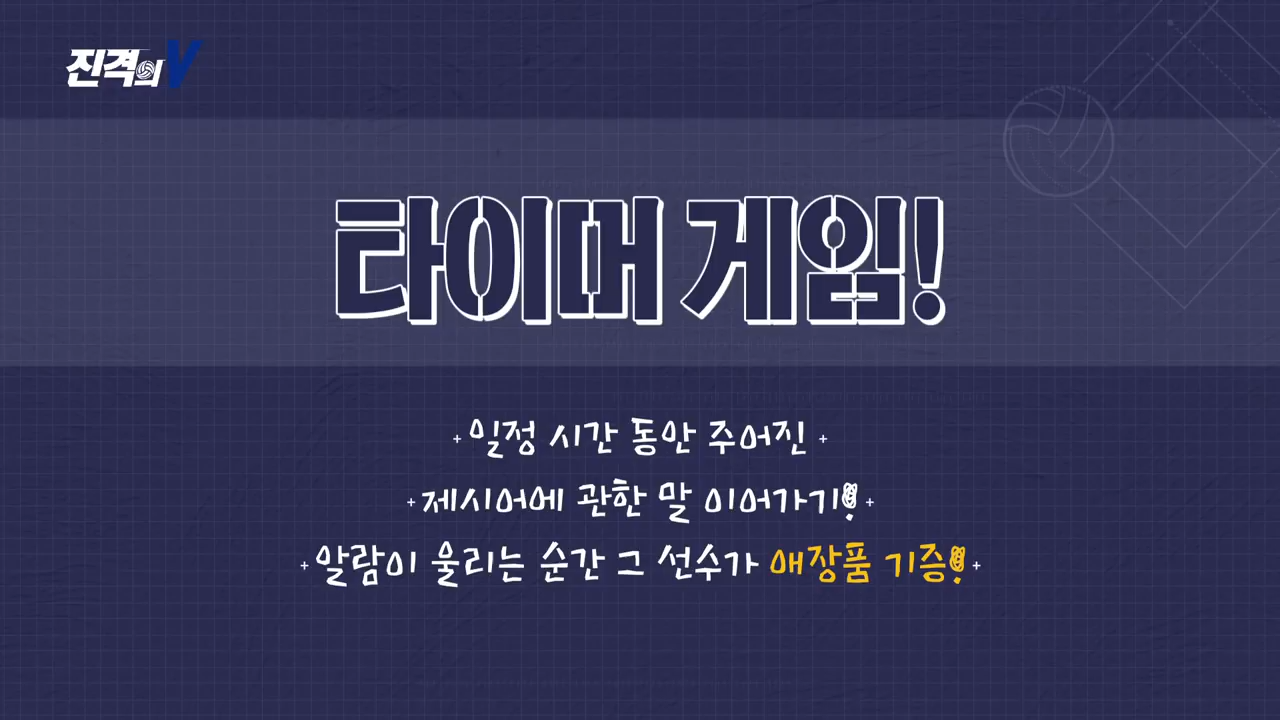 진격의 V
타이머 게임!
일정 시간 동안 주어진
제시어에 관한 말 이어가기!
알람이 울리는 순간 그 선수가 애장품 기증!